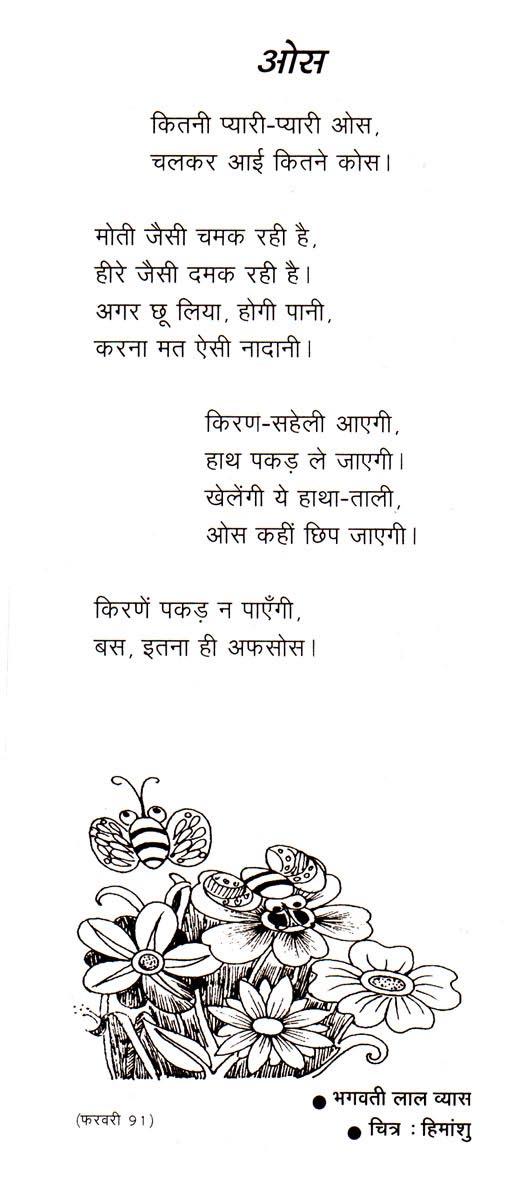 ओस
कितनी प्यारी-प्यारी ओस,
चलकर आई कितने कोस।
मोती जैसी चमक रही है,
हीरे जैसी दमक रही है।
अगर छू लिया, होगी पानी,
करना मत ऐसी नादानी।
किरण-सहेली आएगी,
हाथ पकड़ ले जाएगी।
खेलेंगी ये हाथा-ताली,
ओस कहीं छिप जाएगी।
किरणें पकड़ न पाएँगी,
बस, इतना ही अफसोस।
● भगवती लाल व्यास
(फरवरी 91)
● चित्र : हिमांशु